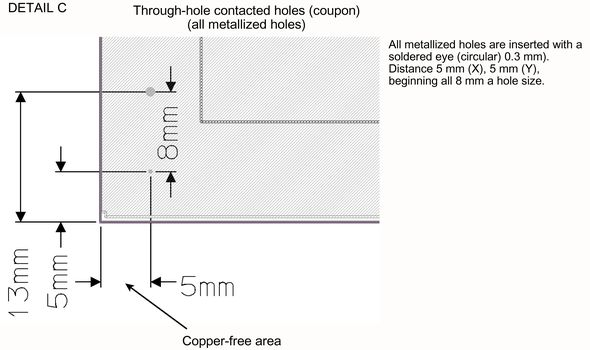 DETAIL C
Through-hole contacted holes (coupon)
(all metallized holes)
All metallized holes are inserted with a
soldered eye (circular) 0.3 mm).
Distance 5 mm (X), 5 mm (Y),
beginning all 8 mm a hole size.
8mm
13mm
5mm
5mm
Copper-free area